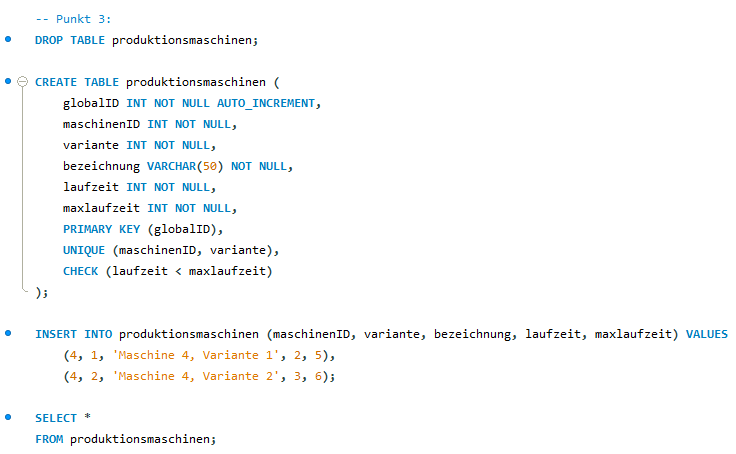 -- Punkt 3:
DROP TABLE produktionsmaschinen;
CREATE TABLE produktionsmaschinen (
globalID INT NOT NULL AUTO_INCREMENT,
maschinenID INT NOT NULL,
variante INT NOT NULL,
bezeichnung VARCHAR(50) NOT NULL,
laufzeit INT NOT NULL,
maxlaufzeit INT NOT NULL,
PRIMARY KEY (globalID),
UNIQUE (maschinenID, variante),
CHECK (laufzeit < maxlaufzeit)
);
INSERT INTO produktionsmaschinen (maschinenID, variante, bezeichnung, laufzeit, maxlaufzeit) VALUES
(4, 1, 'Maschine 4, Variante 1', 2, 5),
(4, 2, 'Maschine 4, Variante 2', 3, 6);
SELECT *
FROM produktionsmaschinen;